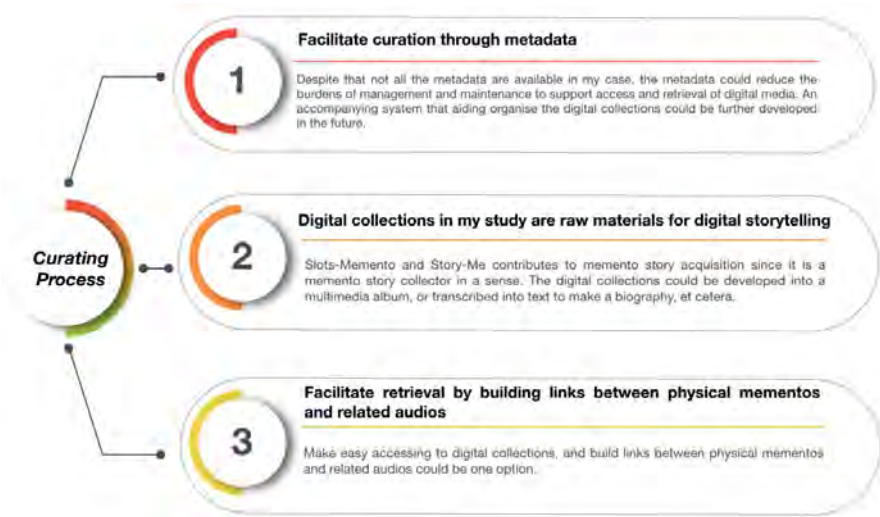 Curating
Process
1
Facilitate curation through metadata
Despite that not all the metadata are available in my case, the metadata could reduce the
burdens of management and maintenance to support access and retrieval of digital media. An
accompanying system that aiding organise the digital collections could be further developed
in the future.
2
Digital collections in my study are raw materials for digital storytelling
Slots-Memento and Story-Me contributes to memento story acquisition since it is a
memento story collector in a sense. The digital collections could be developed into a
multimedia album, or transcribed into text to make a biography, et cetera.
3
Facilitate retrieval by building links between physical mementos
and related audios
Make easy accessing to digital collections, and build links between physical mementos
and related audios could be one option.